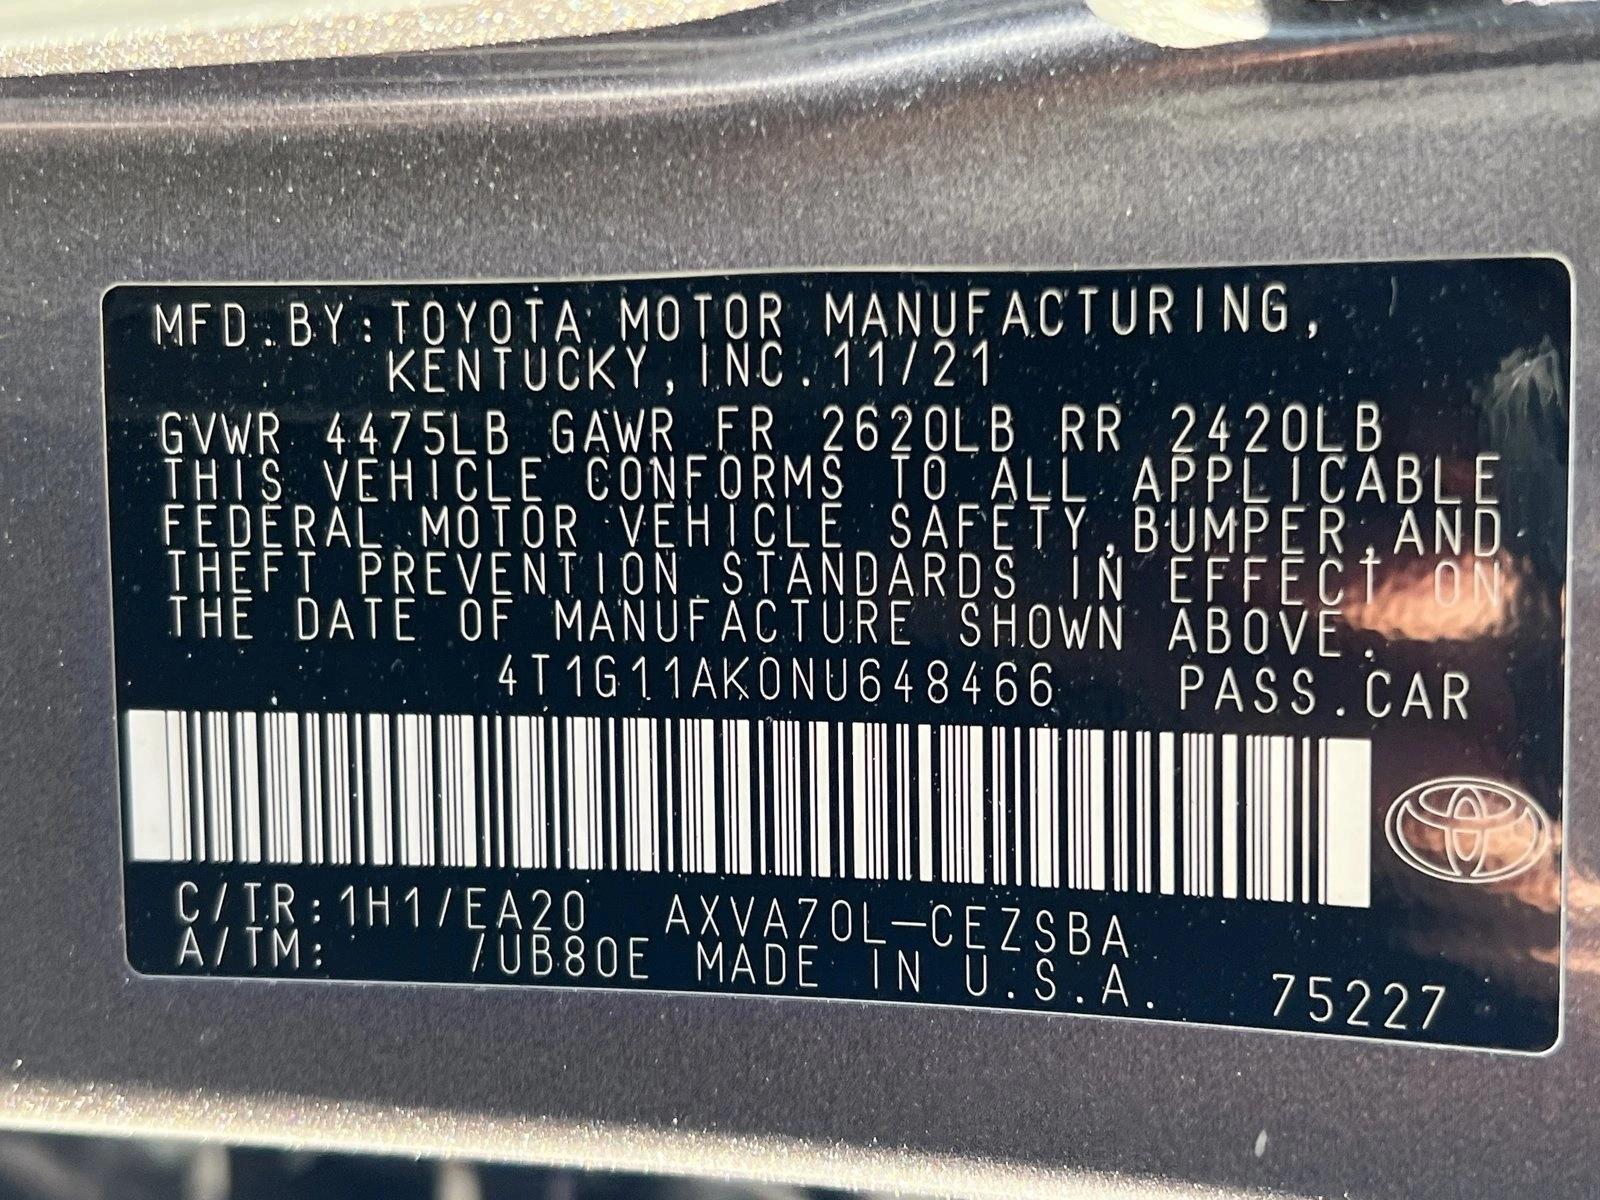 MFD.BY:TOYOTA MOTOR MANUFACTURING,
KENTUCKY,INC.11/21
GVWR 4475LB GAWR FR 2620LB RR 2420LB
THIS VEHICLE CONFORMS TO ALL APPLICABLE
FEDERAL MOTOR VEHICLE SAFETY,BUMPER,AND
THEFT PREVENTION STANDARDS IN EFFECT ON
THE DATE OF MANUFACTURE SHOWN ABOVE.
4T1G11AK0NU648466 PASS.CAR
C/TR:1H1/EA20 AXVA70L-CEZSBA
A/TM: /UB80E MADE IN U.S.A. 75227